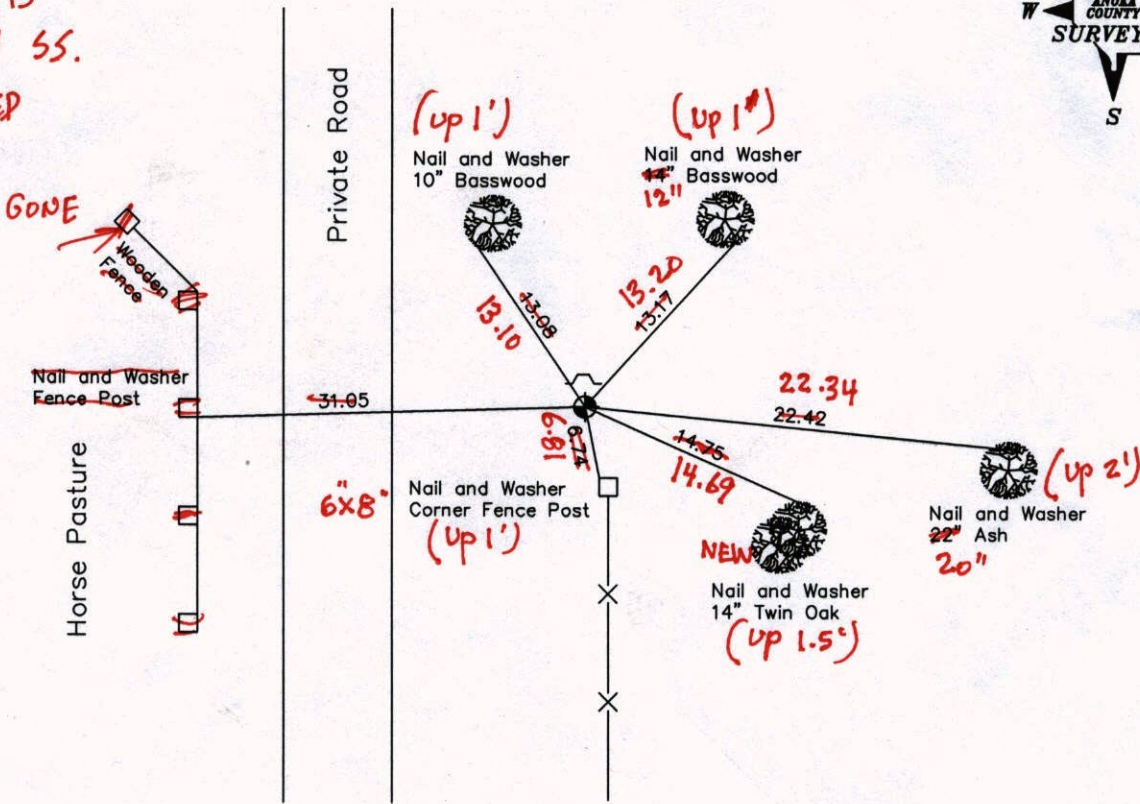 W
ANOKA
COUNTY
SURVEY
S
SS.
GONE
Wooden
Fence
Private Road
(up 1')
Nail and Washer
10" Basswood
(up 1")
Nail and Washer
14" Basswood
12"
13.08
13.10
13.20
13.17
Nail and Washer
Fence Post
31.05
22.34
22.42
6.74
6.81
14.75
14.69
6"x8"
Nail and Washer
Corner Fence Post
(up 1')
(up 2')
Nail and Washer
22" Ash
20"
NEW
Nail and Washer
14" Twin Oak
(up 1.5')
Horse Pasture